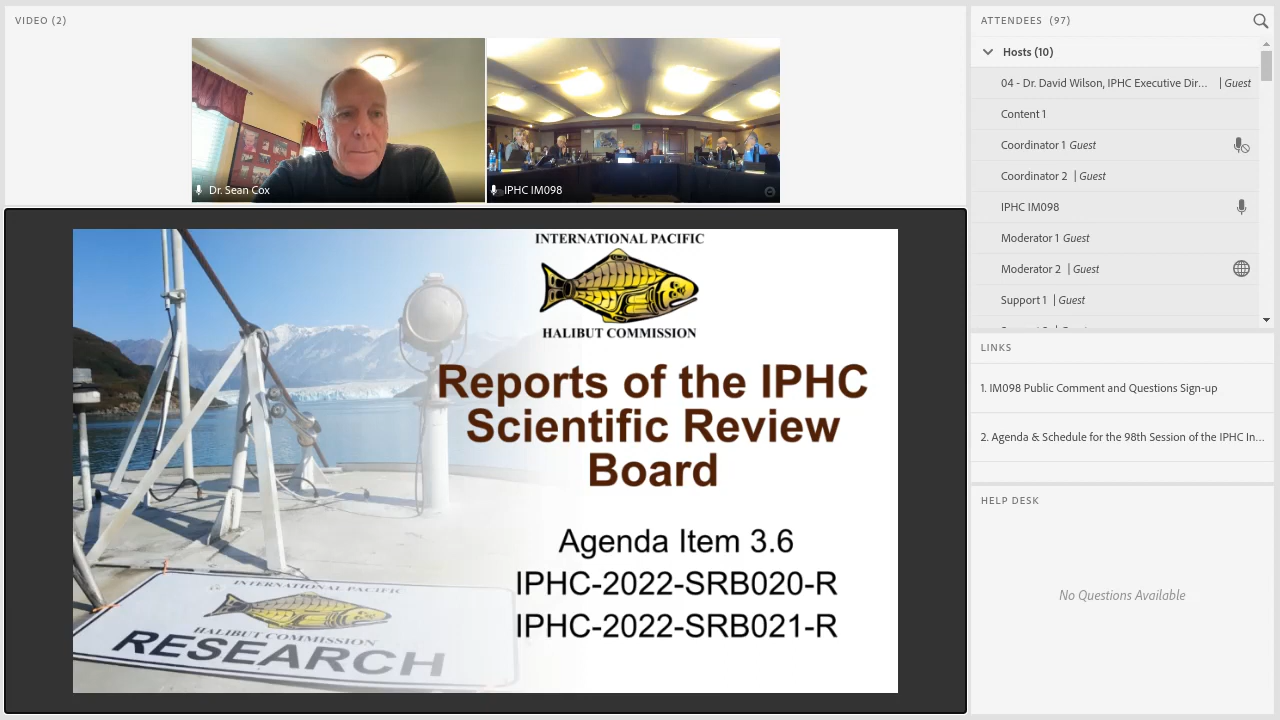 VIDEO (2)
Dr. Sean Cox
IPHC IM098
INTERNATIONAL PACIFIC
HALIBUT COMMISSION
Reports of the IPHC
Scientific Review
Board
Agenda Item 3.6
IPHC-2022-SRB020-R
IPHC-2022-SRB021-R
INTERNATIONAL PACIFIC
HALIBUT COMMISSION
RESEARCH
ATTENDEES (97)
Hosts (10)
04 - Dr. David Wilson, IPHC Executive Dir... | Guest
Content 1
Coordinator 1 Guest
Coordinator 2 | Guest
IPHC IM098
Moderator 1 Guest
Moderator 2 | Guest
Support 1 | Guest
LINKS
1. IM098 Public Comment and Questions Sign-up
2. Agenda & Schedule for the 98th Session of the IPHC In...
HELP DESK
No Questions Available